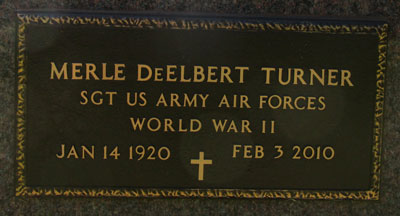 MERLE DEELBERT TURNER
SGT US ARMY AIR FORCES
WORLD WAR II
JAN 14 1920 FEB 3 2010